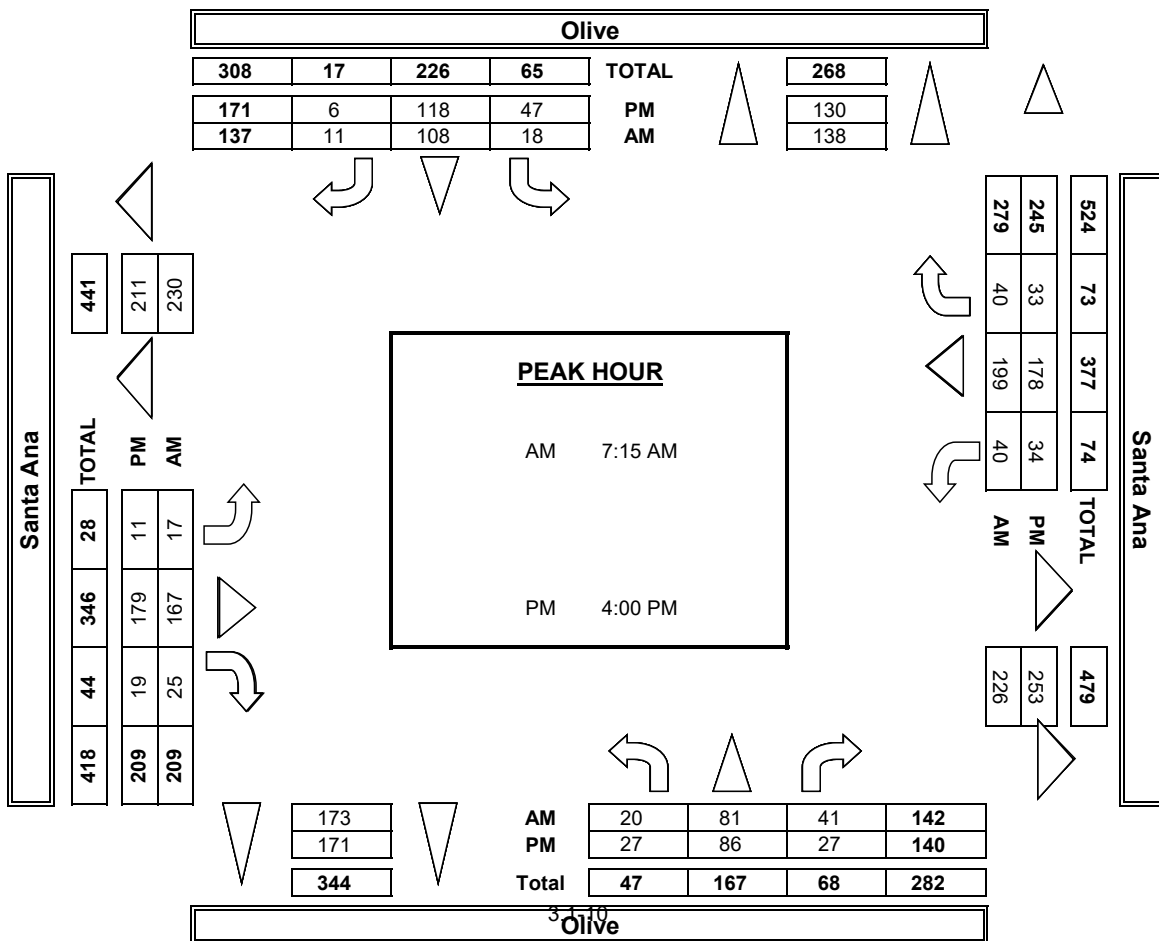 Olive
308 17 226 65 TOTAL 268
171 6 118 47 PM 130
137 11 108 18 AM 138
Santa Ana
441
211
230
TOTAL
PM
AM
28 346 44 418
11 179 19 209
17 167 25 209
PEAK HOUR
AM 7:15 AM
PM 4:00 PM
524 73 377 74 TOTAL 479
245 33 178 34 PM 253
279 40 199 40 AM 226
Santa Ana
173 AM 20 81 41 142
171 PM 27 86 27 140
344 Total 47 167 68 282
3.1-10
Olive